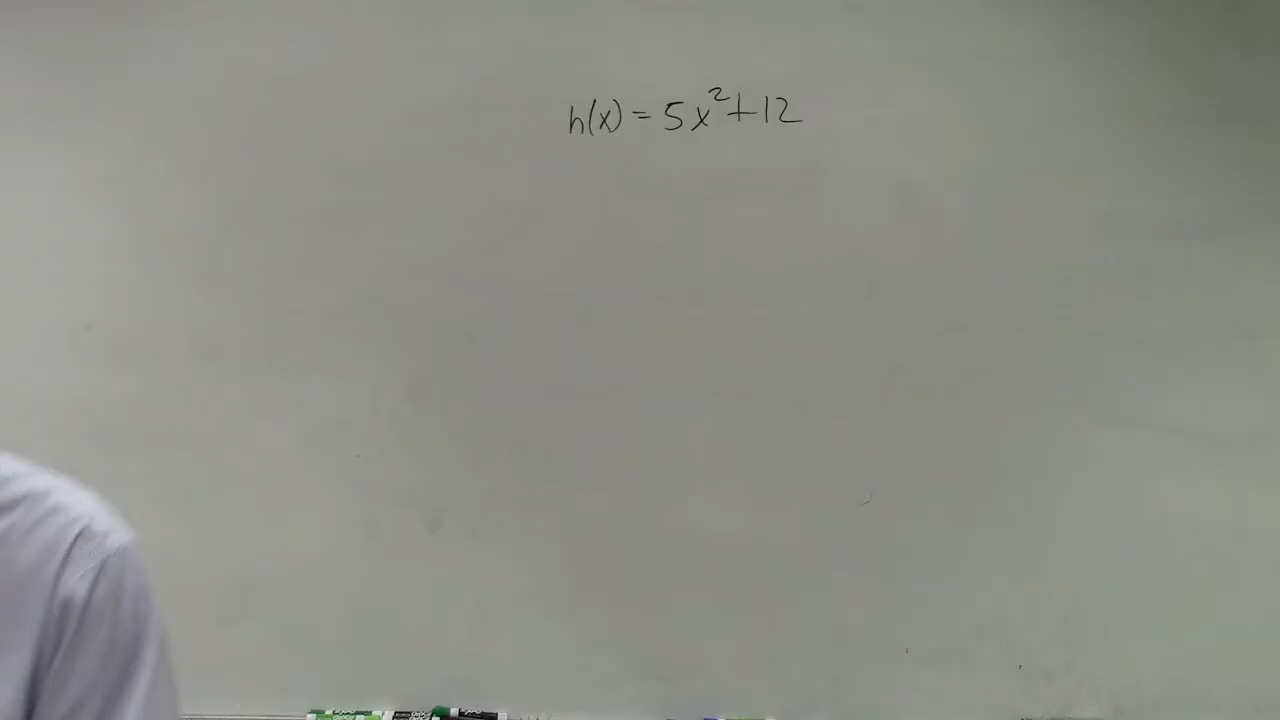 h(x) = 5x²+12